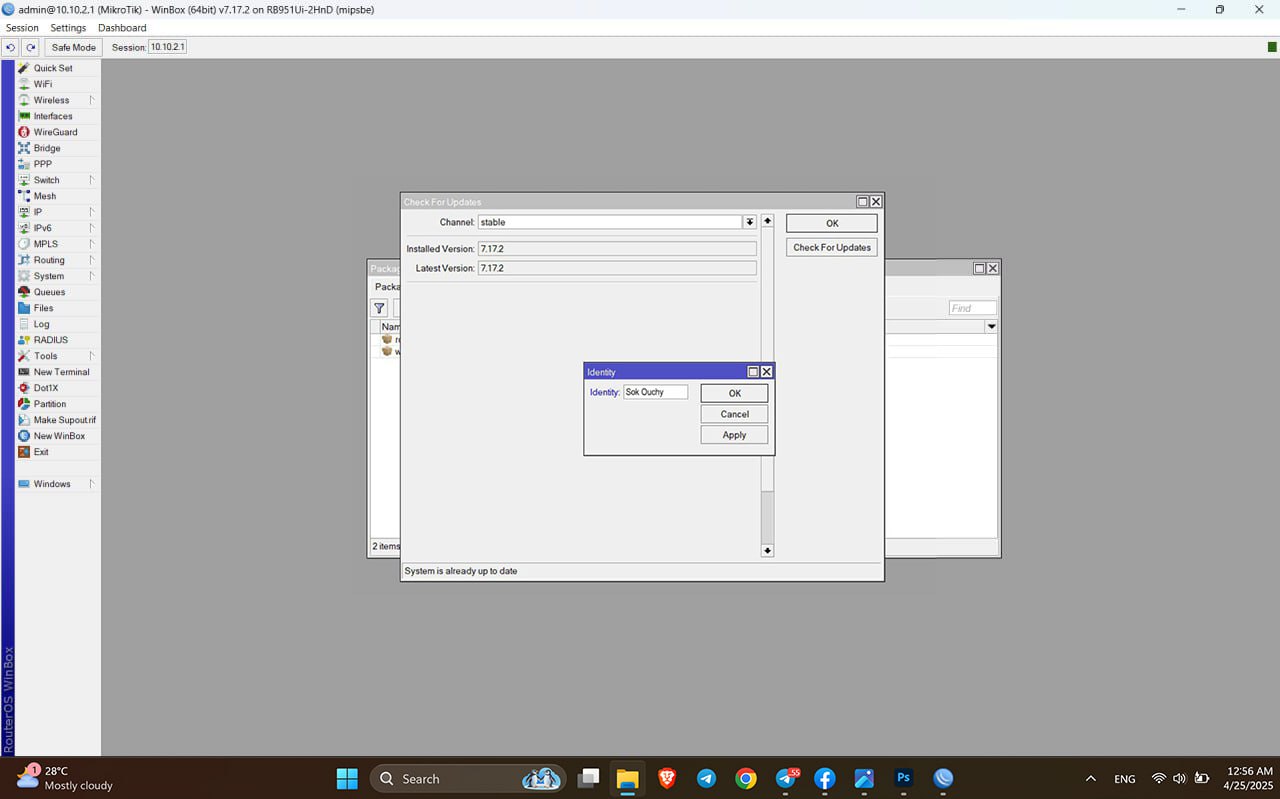 admin@10.10.2.1 (MikroTik) - WinBox (64bit) v7.17.2 on RB951Ui-2HnD (mipsbe)
Session Settings Dashboard
Safe Mode Session: 10.10.2.1
Quick Set
WiFi
Wireless
Interfaces
WireGuard
Bridge
PPP
Switch
Mesh
IP
IPv6
MPLS
Routing
System
Queues
Files
Log
RADIUS
Tools
New Terminal
Dot1X
Partition
Make Supout.rif
New WinBox
Exit
Windows
RouterOS WinBox
Packag
Packa
Find
Nam
r
w
2 items
Check For Updates
Channel: stable
OK
Installed Version: 7.17.2
Check For Updates
Latest Version: 7.17.2
System is already up to date
Identity
Identity: Sok Ouchy
OK
Cancel
Apply
1
28°C
Mostly cloudy
Search
55
Ps
ENG
12:56 AM
4/25/2025